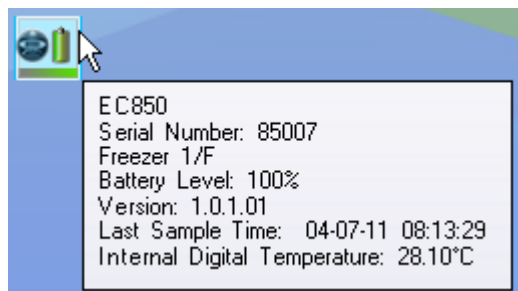 EC850
Serial Number: 85007
Freezer 1/F
Battery Level: 100%
Version: 1.0.1.01
Last Sample Time: 04-07-11 08:13:29
Internal Digital Temperature: 28.10°C